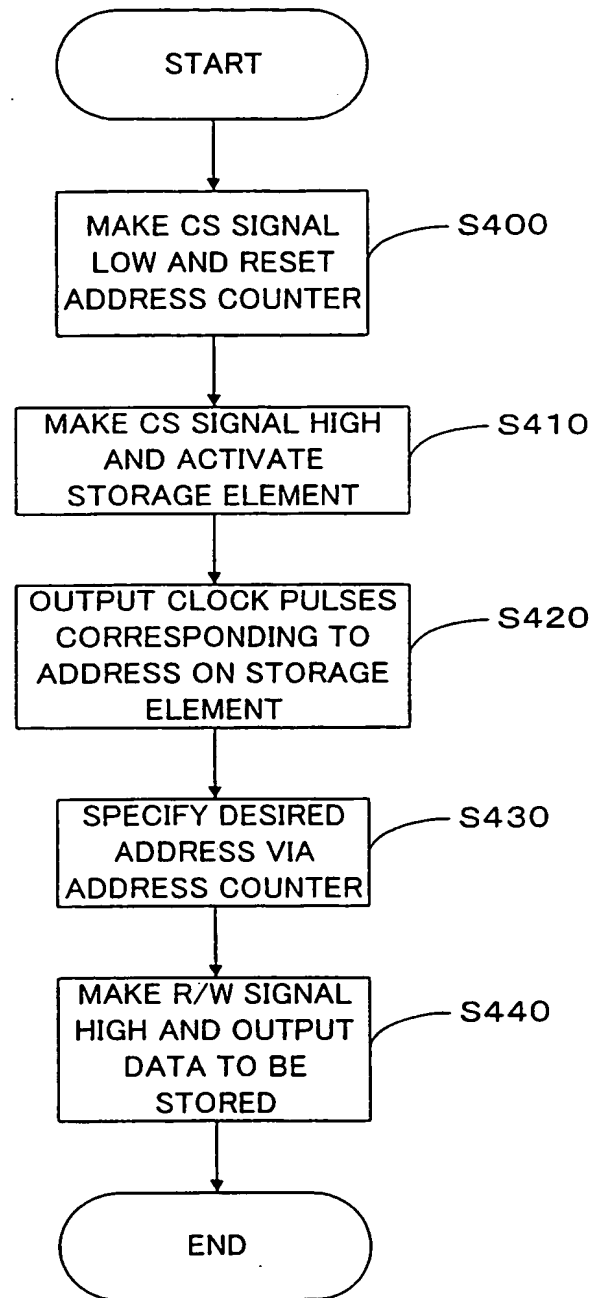 START
MAKE CS SIGNAL
LOW AND RESET
ADDRESS COUNTER
S400
MAKE CS SIGNAL HIGH
AND ACTIVATE
STORAGE ELEMENT
S410
OUTPUT CLOCK PULSES
CORRESPONDING TO
ADDRESS ON STORAGE
ELEMENT
S420
SPECIFY DESIRED
ADDRESS VIA
ADDRESS COUNTER
S430
MAKE R/W SIGNAL
HIGH AND OUTPUT
DATA TO BE
STORED
S440
END